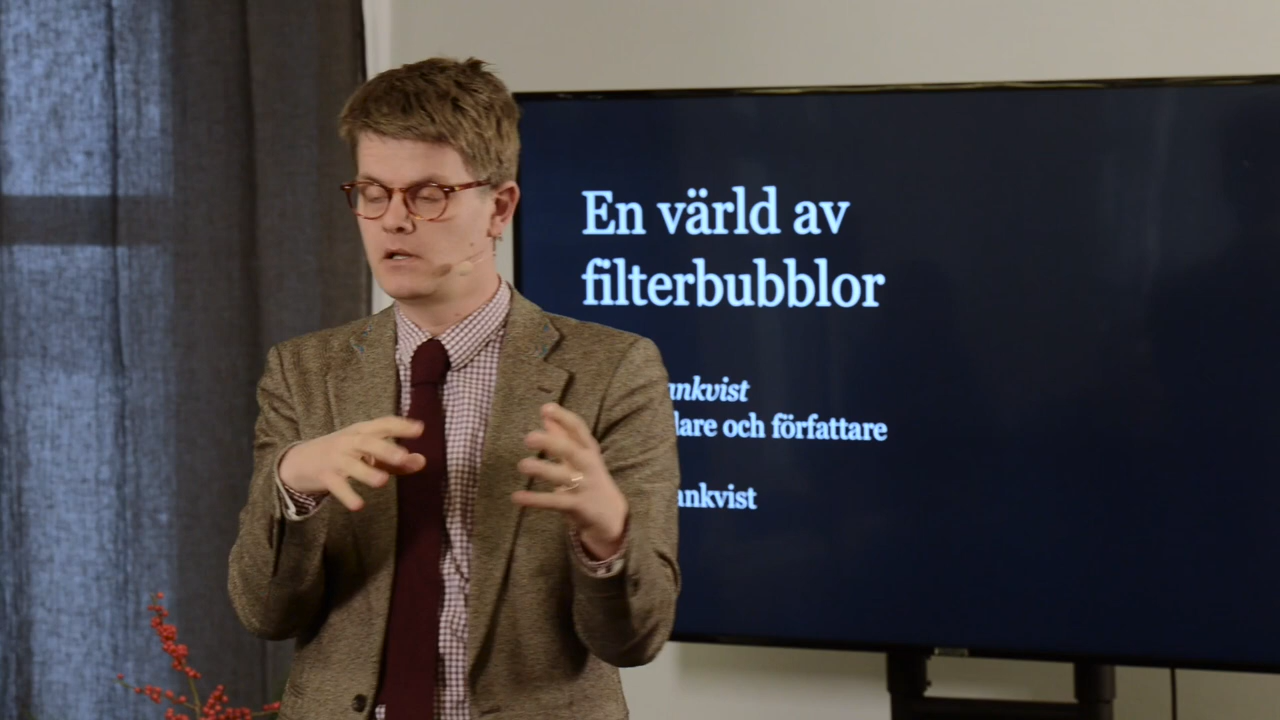 En värld av
filterbubblor
ankvist
lare och författare
ankvist